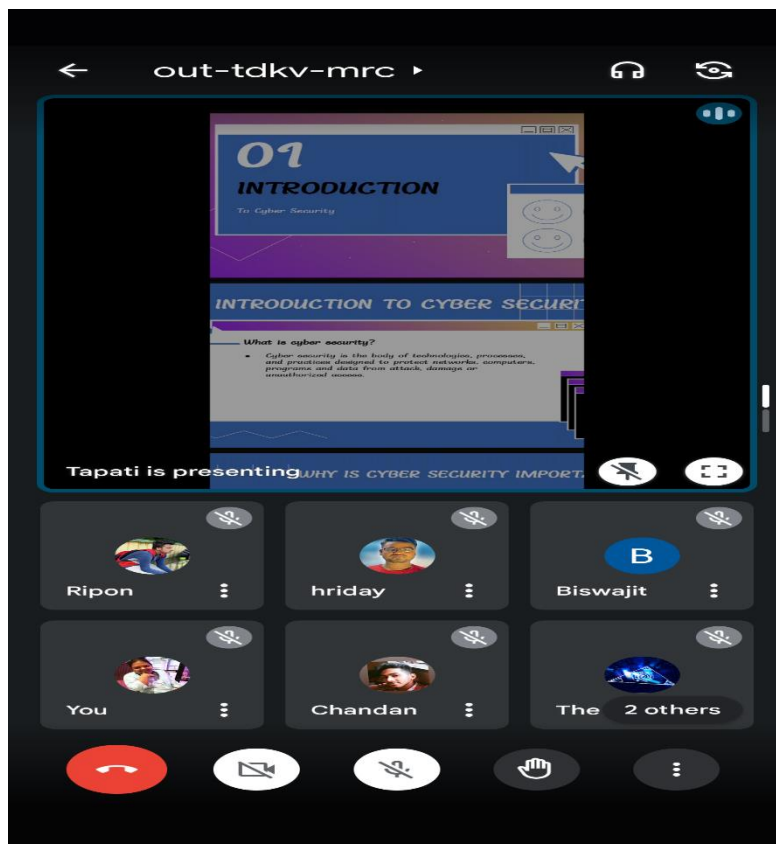 out-tdkv-mrc
01
INTRODUCTION
To Cyber Security
INTRODUCTION TO CYBER SECURI
What is cyber security?
• Cyber security is the body of technologies, processes,
and practices designed to protect networks, computers,
programs and data from attack, damage or
unauthorized access.
WHY IS CYBER SECURITY IMPORT
Tapati is presenting
Ripon
hriday
B
Biswajit
You
Chandan
The
2 others